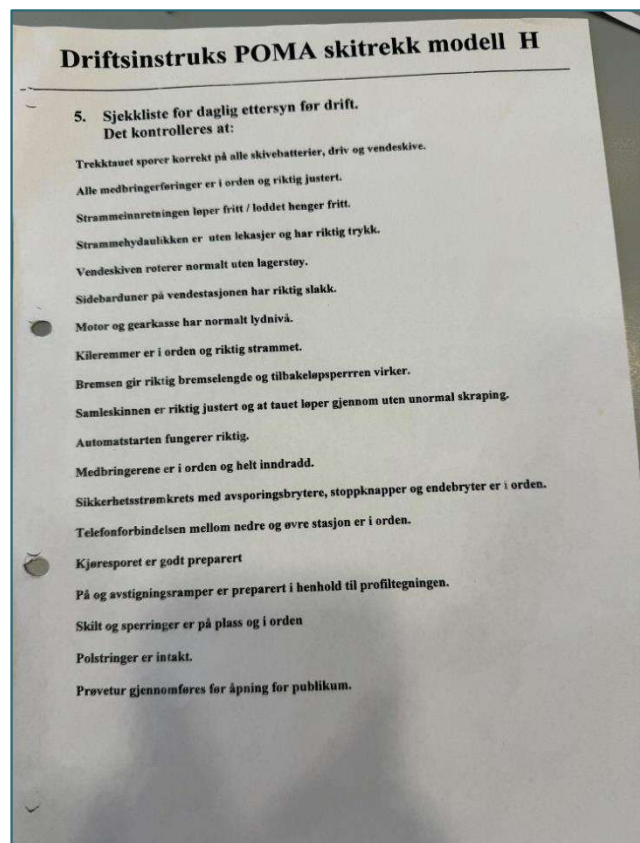 Driftsinstruks POMA skitrekk modell H
5. Sjekkliste for daglig ettersyn før drift.
Det kontrolleres at:
Trekktauet sporer korrekt på alle skivebatterier, driv og vendeskive.
Alle medbringerføringer er i orden og riktig justert.
Strammeinnretningen løper fritt / loddet henger fritt.
Strammehydraulikken er uten lekasjer og har riktig trykk.
Vendeskiven roterer normalt uten lagerstøy.
Sidebarduner på vendestasjonen har riktig slakk.
Motor og gearkasse har normalt lydnivå.
Kileremmer er i orden og riktig strammet.
Bremsen gir riktig bremselengde og tilbakeløpsperrren virker.
Samleskinnen er riktig justert og at tauet løper gjennom uten unormal skraping.
Automatstarten fungerer riktig.
Medbringerene er i orden og helt inndradd.
Sikkerhetsstrømkrets med avsporingsbrytere, stoppknapper og endebryter er i orden.
Telefonforbindelsen mellom nedre og øvre stasjon er i orden.
Kjøresporet er godt preparert
På og avstigningsramper er preparert i henhold til profiltegningen.
Skilt og sperringer er på plass og i orden
Polstringer er intakt.
Prøvetur gjennomføres før åpning for publikum.